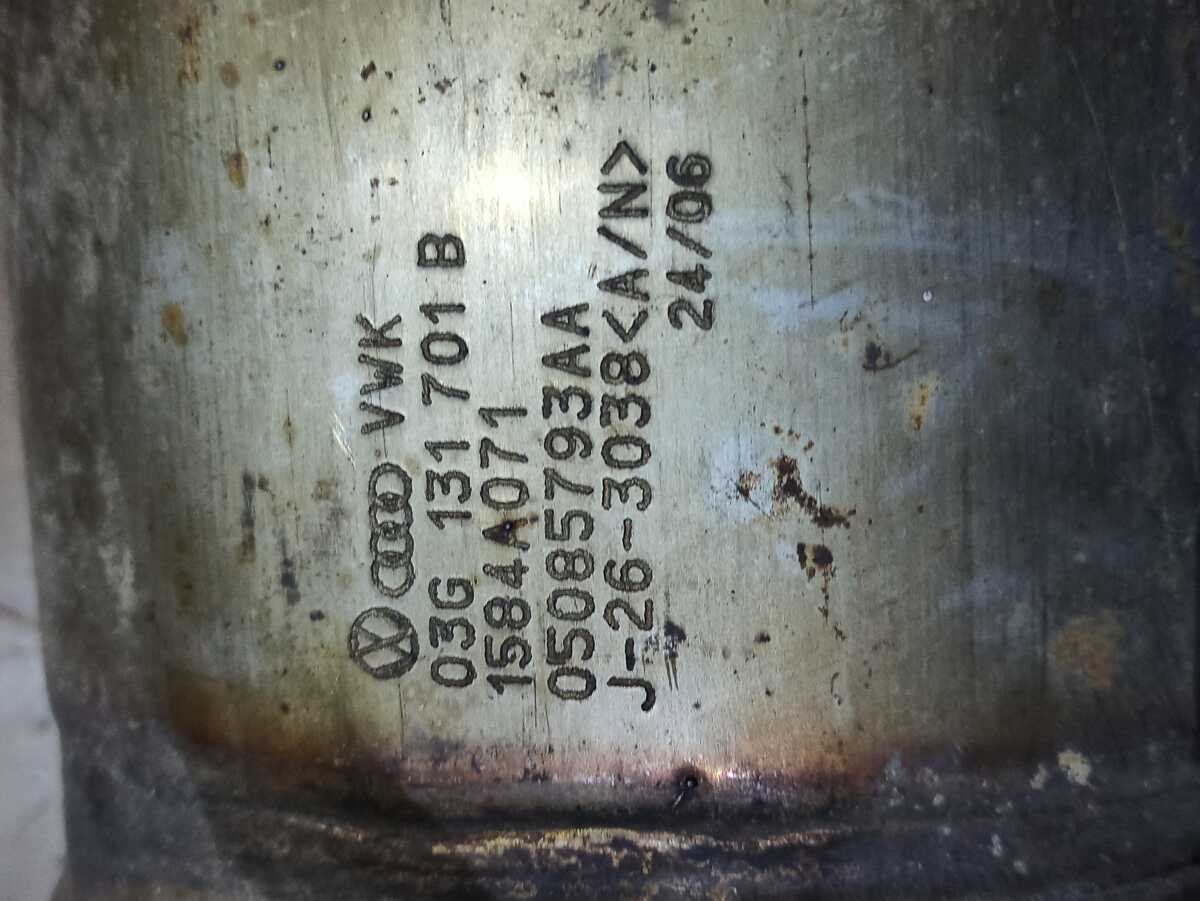 VWK
03G 131 701 B
1584A071
05085793AA
J-26-3038<A/N>
24/06